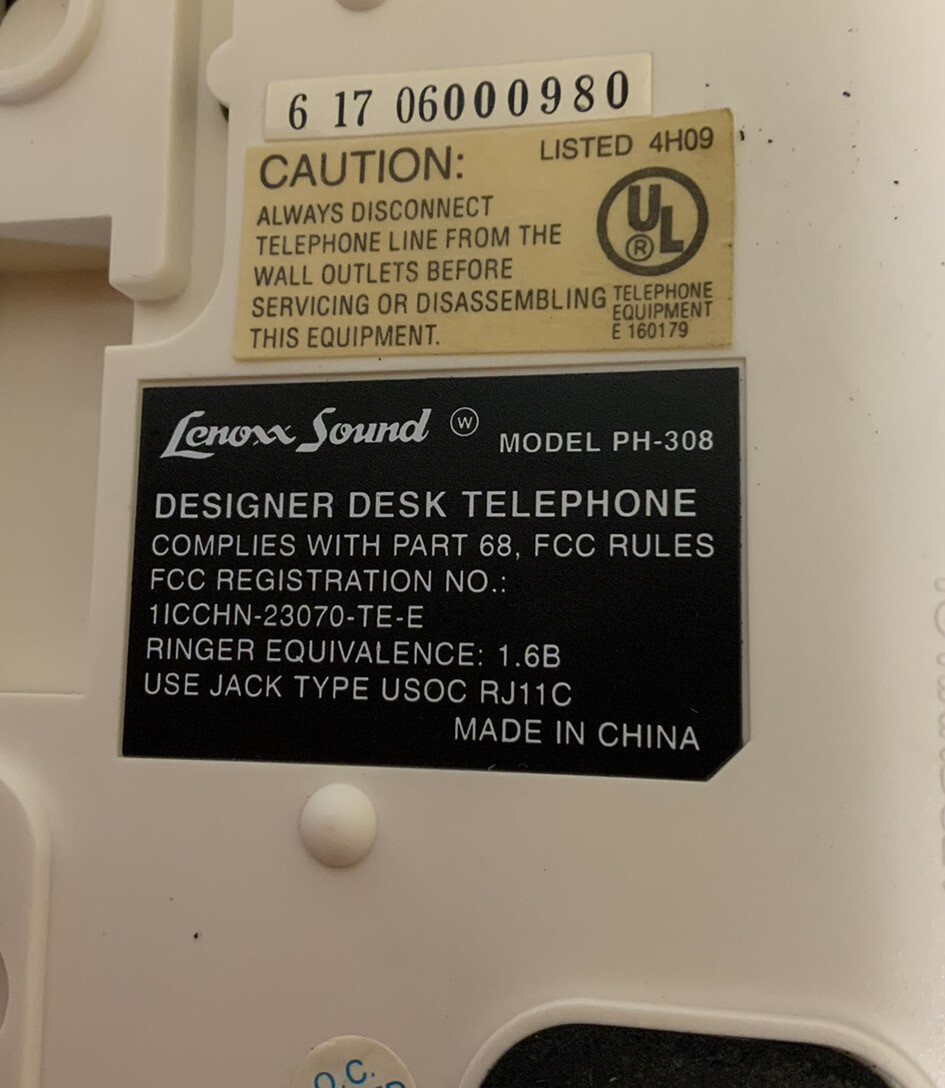 6 17 06000980
CAUTION: LISTED 4H09
ALWAYS DISCONNECT
TELEPHONE LINE FROM THE
WALL OUTLETS BEFORE
SERVICING OR DISASSEMBLING
THIS EQUIPMENT.
UL
®
TELEPHONE
EQUIPMENT
E 160179
Lenoxx Sound W MODEL PH-308
DESIGNER DESK TELEPHONE
COMPLIES WITH PART 68, FCC RULES
FCC REGISTRATION NO.:
1ICCHN-23070-TE-E
RINGER EQUIVALENCE: 1.6B
USE JACK TYPE USOC RJ11C
MADE IN CHINA